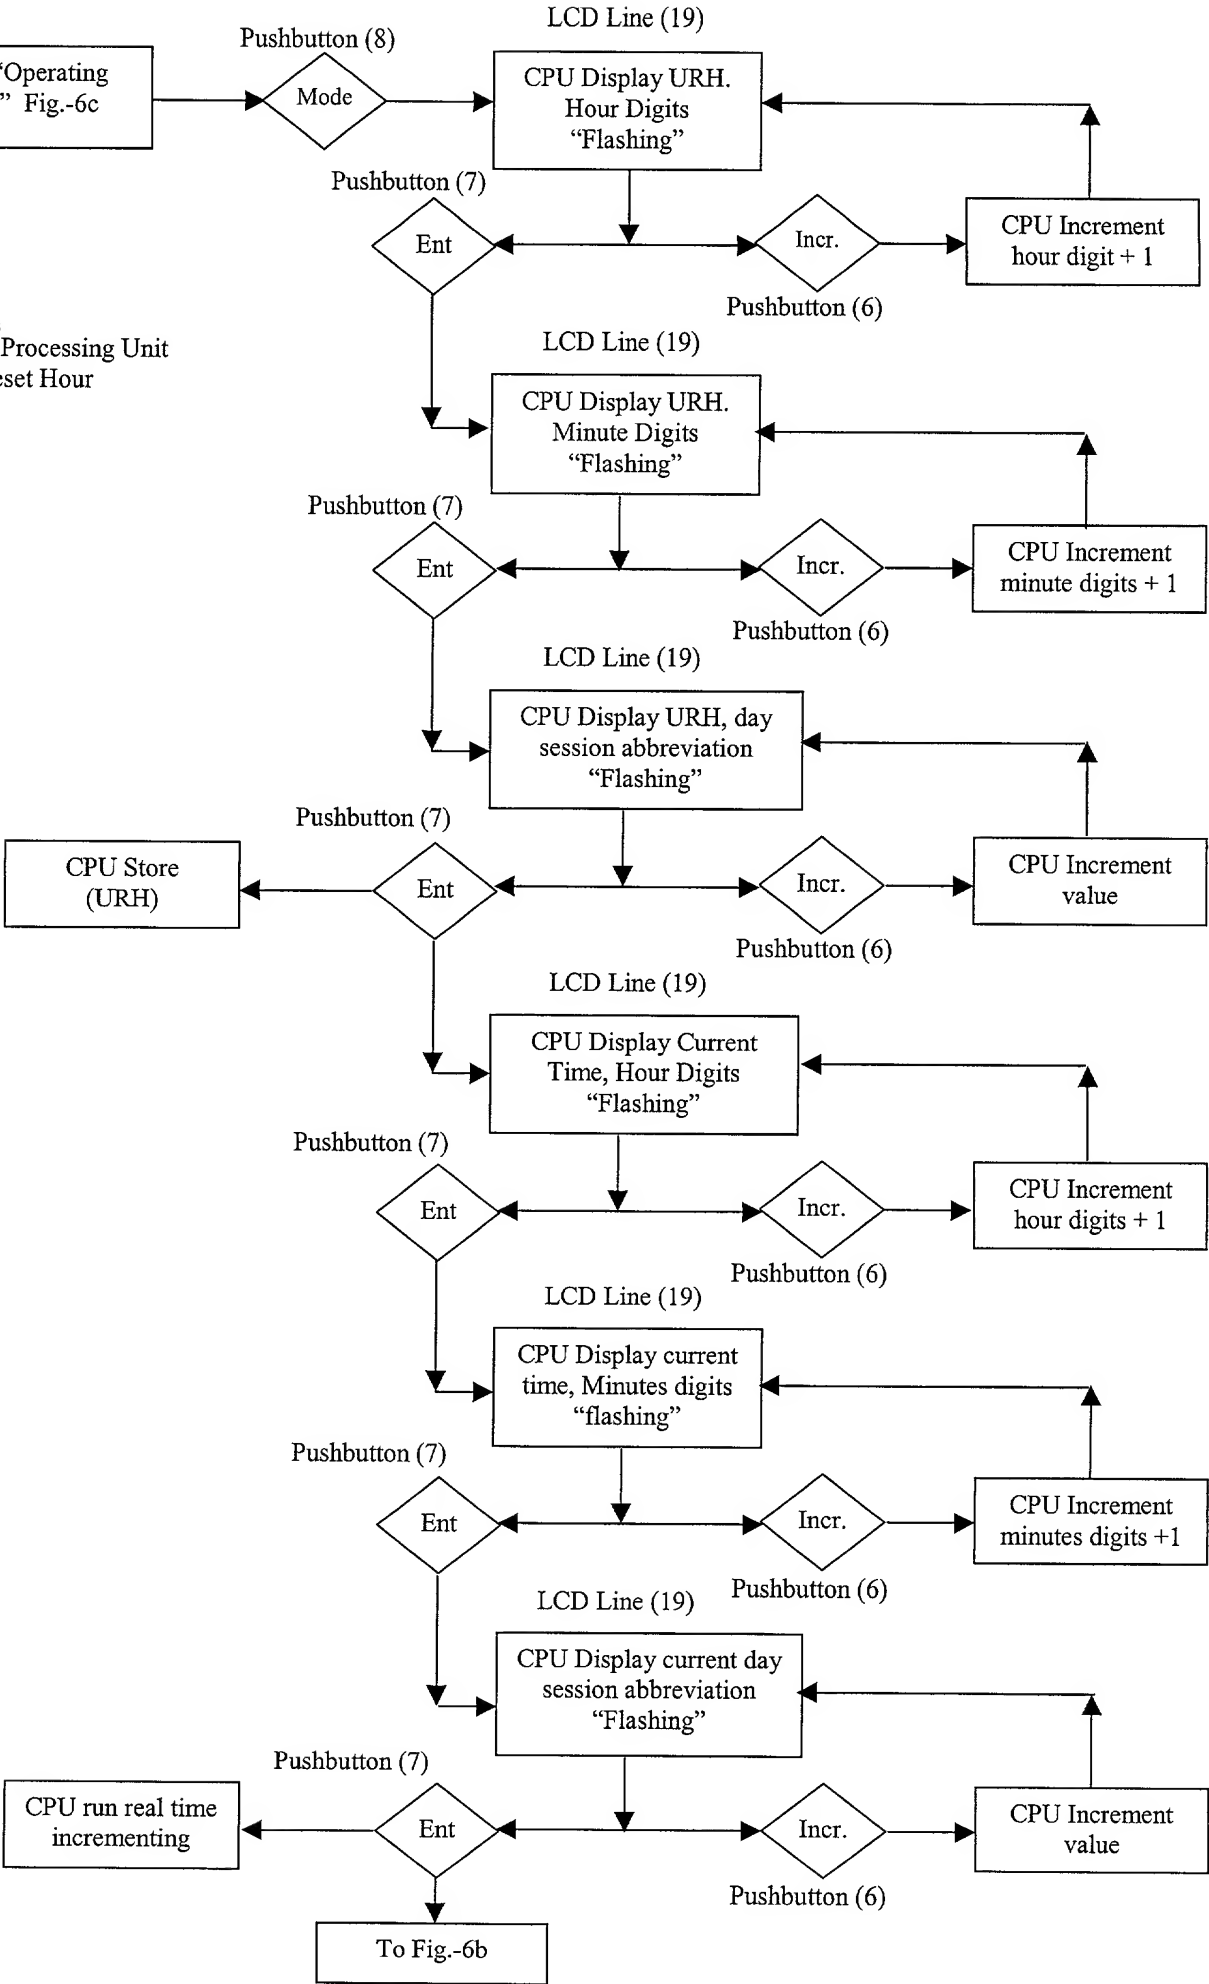 LCD Line (19)
Pushbutton (8)
“Operating
” Fig.-6c
Mode
CPU Display URH.
Hour Digits
“Flashing”
Pushbutton (7)
Ent
Incr.
CPU Increment
hour digit + 1
Pushbutton (6)
Processing Unit
eset Hour
LCD Line (19)
CPU Display URH.
Minute Digits
“Flashing”
Pushbutton (7)
Ent
Incr.
CPU Increment
minute digits + 1
Pushbutton (6)
LCD Line (19)
CPU Display URH, day
session abbreviation
“Flashing”
Pushbutton (7)
CPU Store
(URH)
Ent
Incr.
CPU Increment
value
Pushbutton (6)
LCD Line (19)
CPU Display Current
Time, Hour Digits
“Flashing”
Pushbutton (7)
Ent
Incr.
CPU Increment
hour digits + 1
Pushbutton (6)
LCD Line (19)
CPU Display current
time, Minutes digits
“flashing”
Pushbutton (7)
Ent
Incr.
CPU Increment
minutes digits +1
Pushbutton (6)
LCD Line (19)
CPU Display current day
session abbreviation
“Flashing”
Pushbutton (7)
CPU run real time
incrementing
Ent
Incr.
CPU Increment
value
Pushbutton (6)
To Fig.-6b